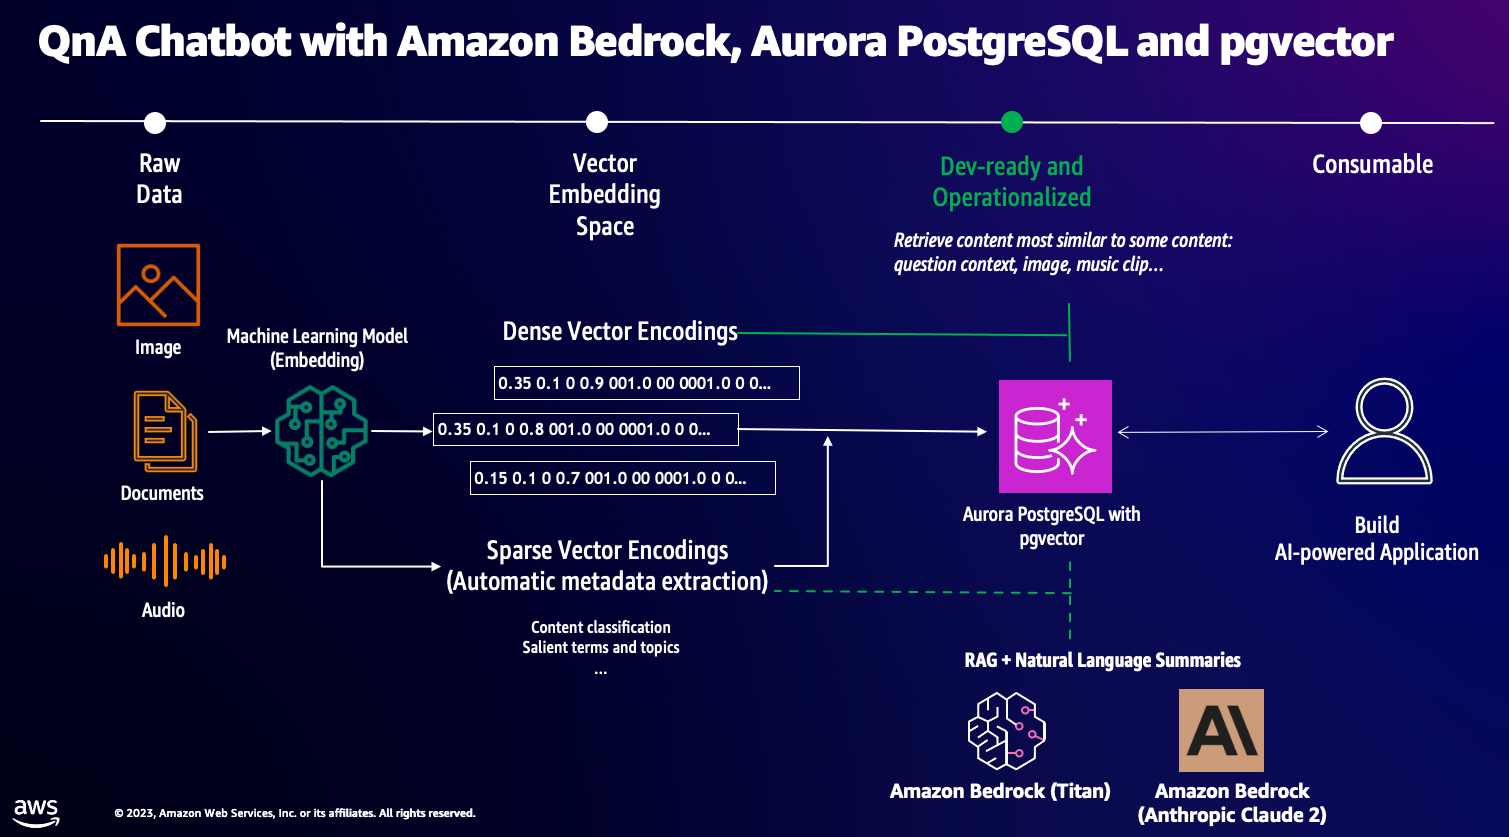 QnA Chatbot with Amazon Bedrock, Aurora PostgreSQL and pgvector
Raw
Data
Vector
Embedding
Space
Dev-ready and
Operationalized
Consumable
Retrieve content most similar to some content:
question context, image, music clip...
Image
Machine Learning Model
(Embedding)
Documents
Audio
Dense Vector Encodings
0.35 0.1 0 0.9 001.0 00 0001.0 0 0...
0.35 0.1 0 0.8 001.0 00 0001.0 0 0...
0.15 0.1 0 0.7 001.0 00 0001.0 0 0...
Sparse Vector Encodings
(Automatic metadata extraction)
Content classification
Salient terms and topics
...
Aurora PostgreSQL with
pgvector
Build
AI-powered Application
RAG + Natural Language Summaries
AI
Amazon Bedrock (Titan)
Amazon Bedrock
(Anthropic Claude 2)
aws
© 2023, Amazon Web Services, Inc. or its affiliates. All rights reserved.